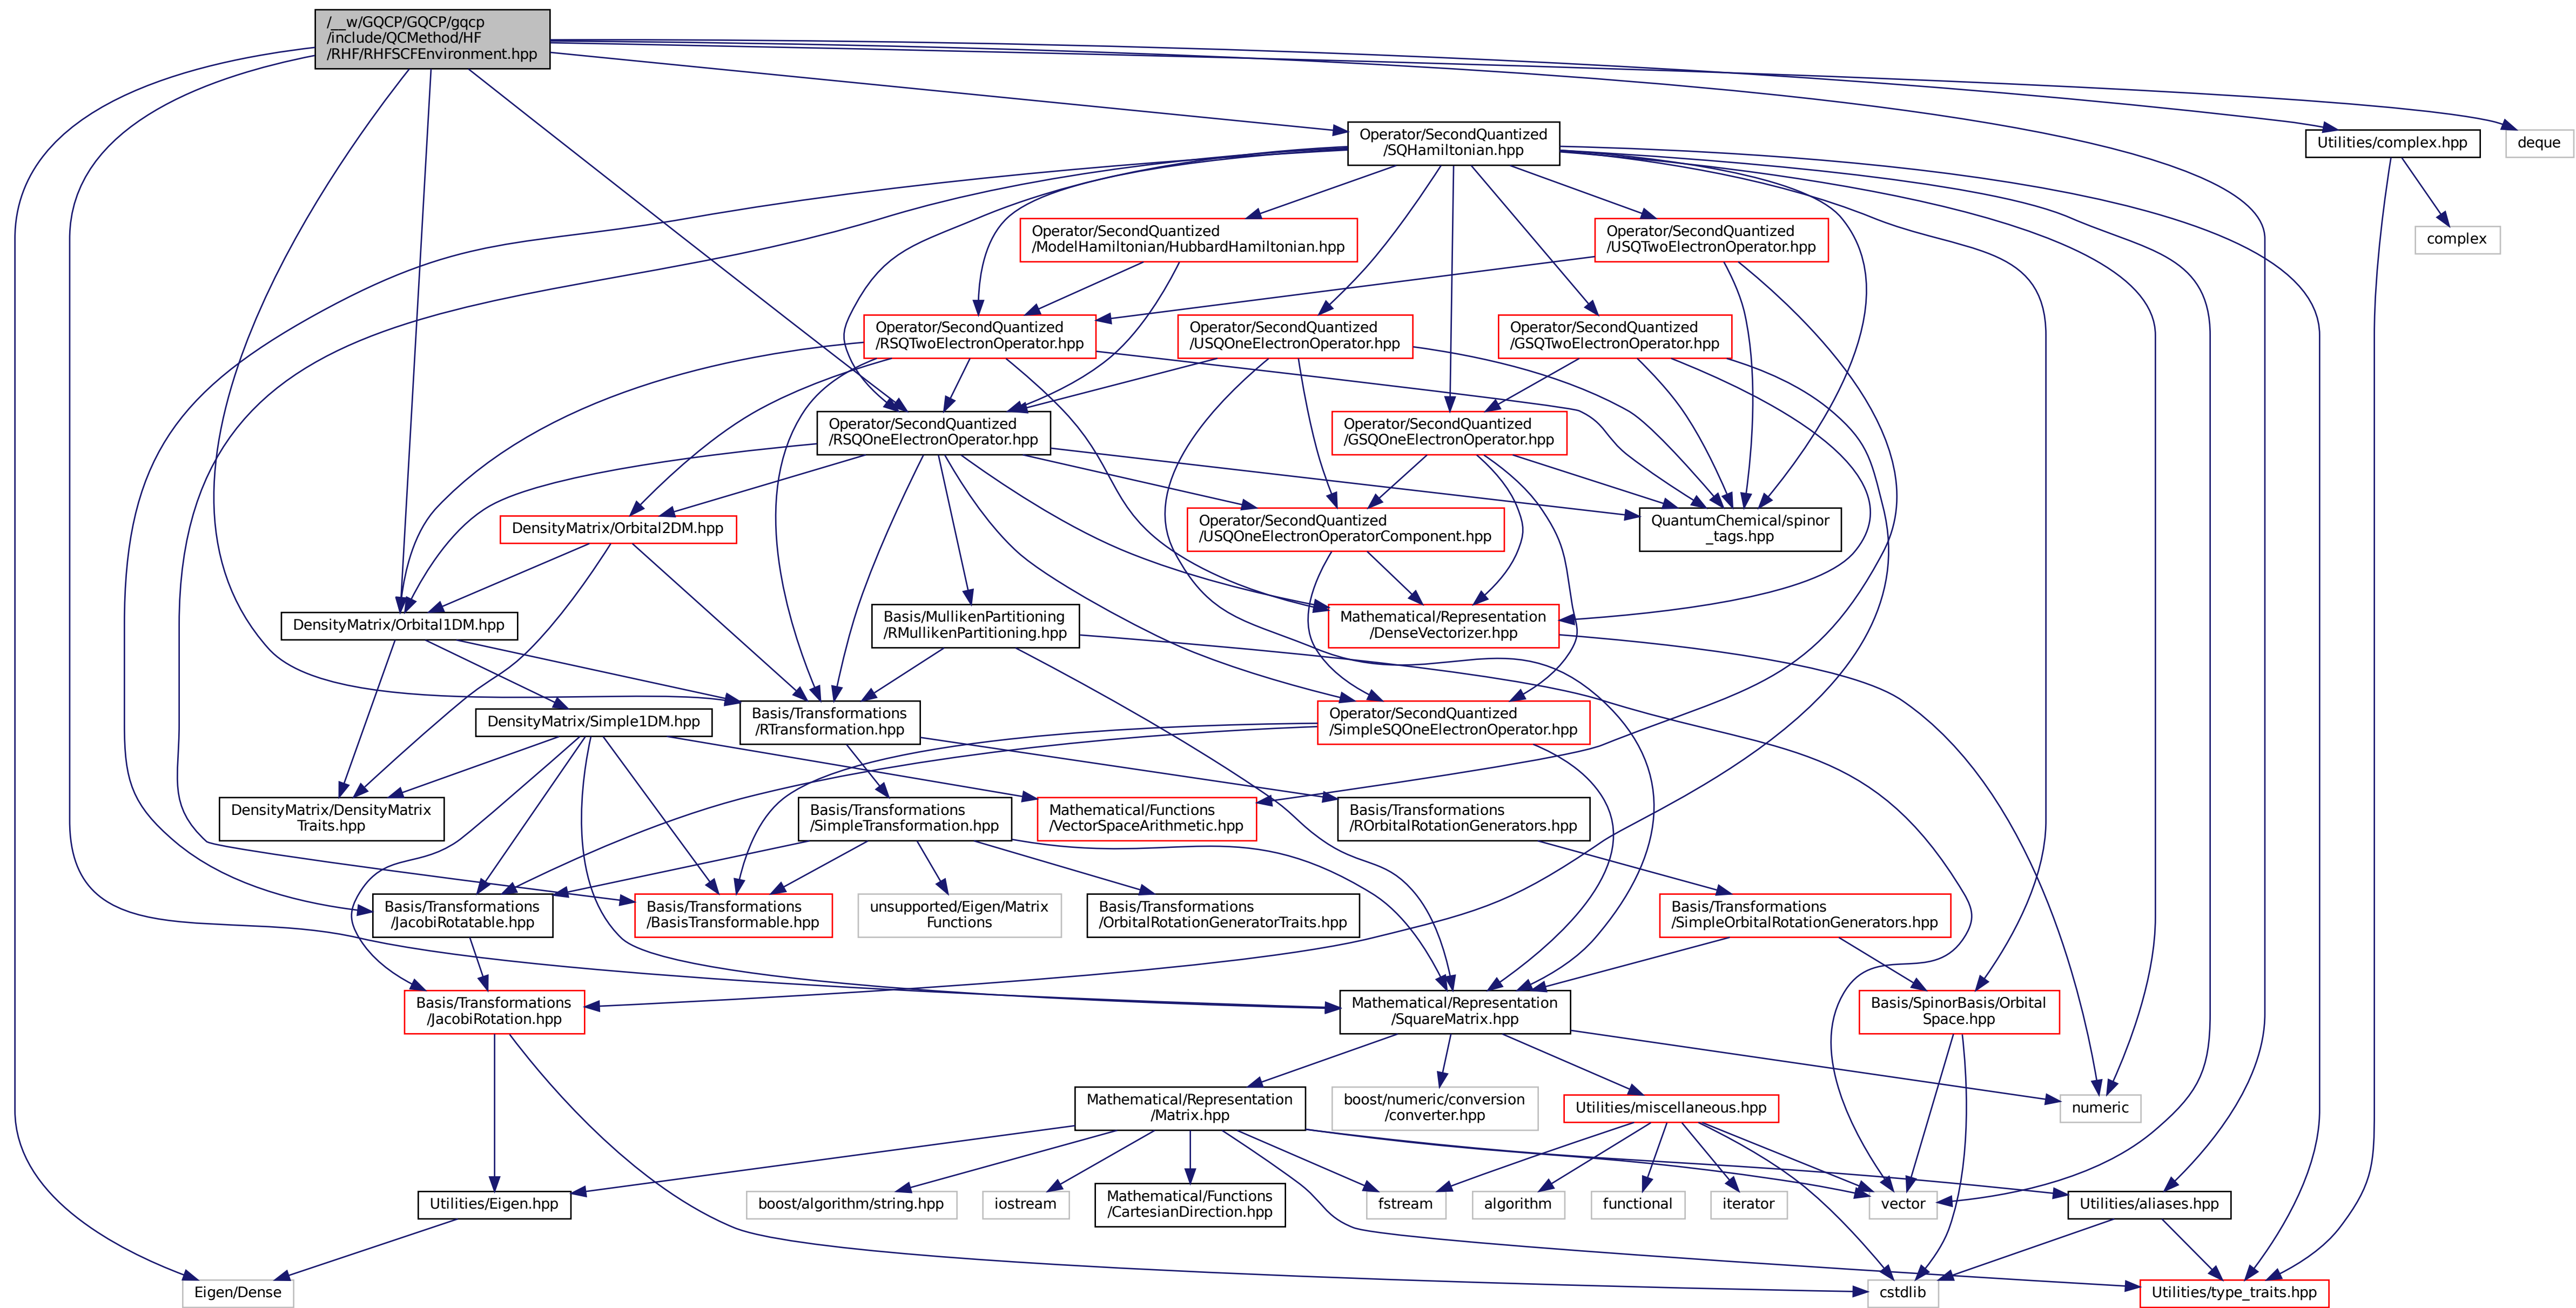 /__w/GQCP/GQCP/gqcp
/include/QCMethod/HF
/RHF/RHFSCFEnvironment.hpp
Operator/SecondQuantized
/SQHamiltonian.hpp
Utilities/complex.hpp
deque
Operator/SecondQuantized
/ModelHamiltonian/HubbardHamiltonian.hpp
Operator/SecondQuantized
/USQTwoElectronOperator.hpp
complex
Operator/SecondQuantized
/RSQTwoElectronOperator.hpp
Operator/SecondQuantized
/USQOneElectronOperator.hpp
Operator/SecondQuantized
/GSQTwoElectronOperator.hpp
Operator/SecondQuantized
/RSQOneElectronOperator.hpp
Operator/SecondQuantized
/GSQOneElectronOperator.hpp
DensityMatrix/Orbital2DM.hpp
Operator/SecondQuantized
/USQOneElectronOperatorComponent.hpp
QuantumChemical/spinor
_tags.hpp
DensityMatrix/Orbital1DM.hpp
Basis/MullikenPartitioning
/RMullikenPartitioning.hpp
Mathematical/Representation
/DenseVectorizer.hpp
DensityMatrix/Simple1DM.hpp
Basis/Transformations
/RTransformation.hpp
Operator/SecondQuantized
/SimpleSQOneElectronOperator.hpp
DensityMatrix/DensityMatrix
Traits.hpp
Basis/Transformations
/SimpleTransformation.hpp
Mathematical/Functions
/VectorSpaceArithmetic.hpp
Basis/Transformations
/ROrbitalRotationGenerators.hpp
Basis/Transformations
/JacobiRotatable.hpp
Basis/Transformations
/BasisTransformable.hpp
unsupported/Eigen/Matrix
Functions
Basis/Transformations
/OrbitalRotationGeneratorTraits.hpp
Basis/Transformations
/SimpleOrbitalRotationGenerators.hpp
Basis/Transformations
/JacobiRotation.hpp
Mathematical/Representation
/SquareMatrix.hpp
Basis/SpinorBasis/Orbital
Space.hpp
Mathematical/Representation
/Matrix.hpp
boost/numeric/conversion
/converter.hpp
Utilities/miscellaneous.hpp
numeric
Utilities/Eigen.hpp
boost/algorithm/string.hpp
iostream
Mathematical/Functions
/CartesianDirection.hpp
fstream
algorithm
functional
iterator
vector
Utilities/aliases.hpp
Eigen/Dense
cstdlib
Utilities/type_traits.hpp